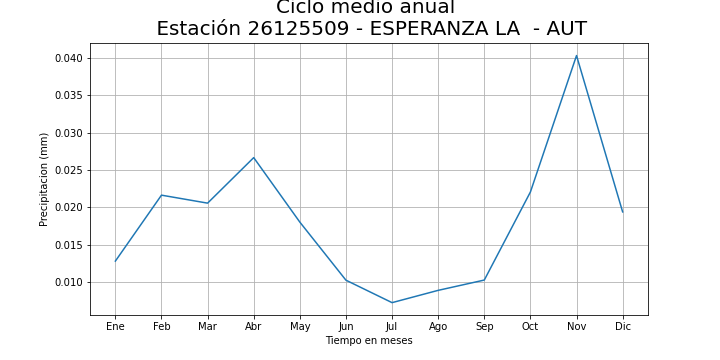 Ciclo medio anual
Estación 26125509 - ESPERANZA LA  - AUT
0.040
0.035
0.030
0.025
0.020
0.015
0.010
Precipitacion (mm)
Ene Feb Mar Abr May Jun Jul Ago Sep Oct Nov Dic
Tiempo en meses